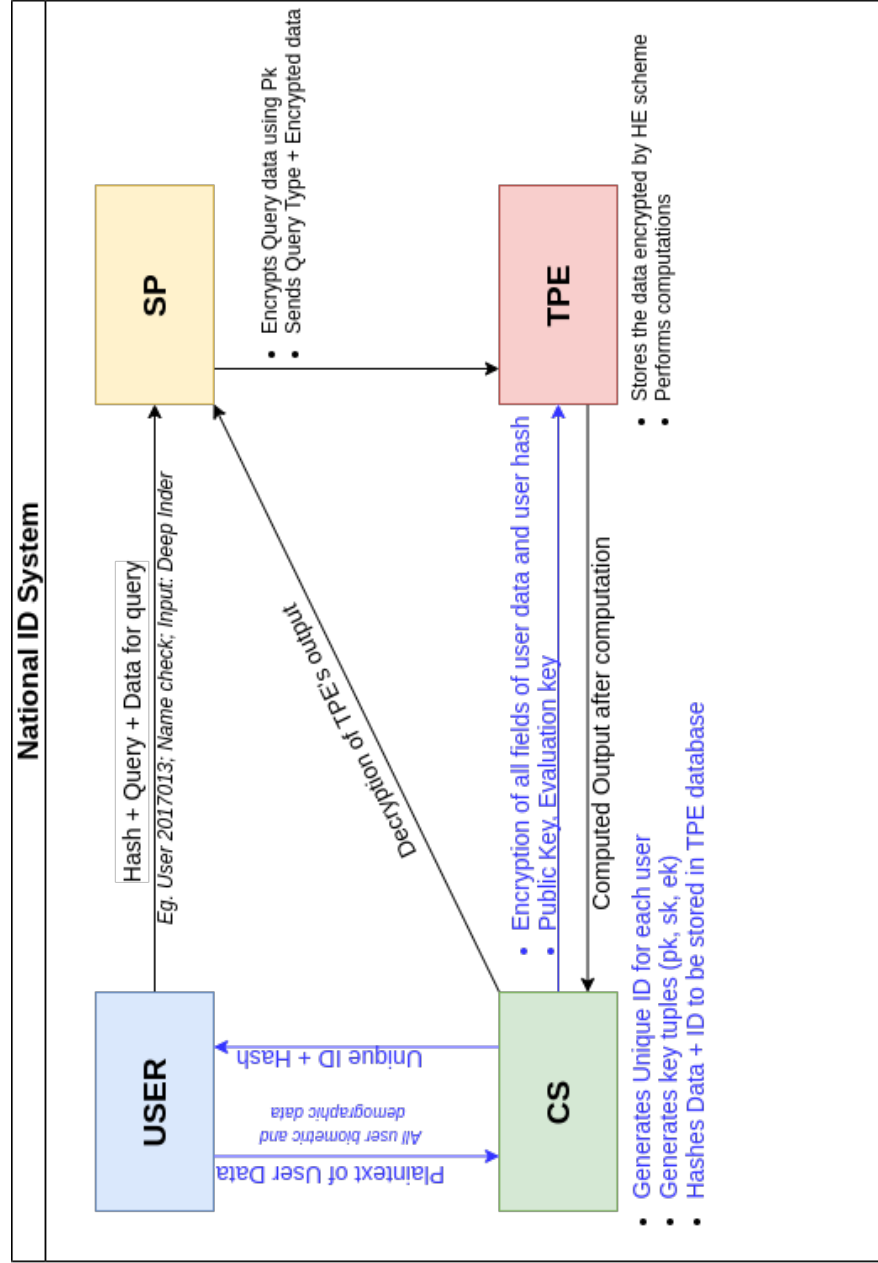 National ID System
USER
Hash + Query + Data for query
Eg. User 2017013; Name check; Input: Deep Inder
SP
Plaintext of User Data
All user biometric and
demographic data
Unique ID + Hash
Decryption of TPE's output
• Encrypts Query data using Pk
• Sends Query Type + Encrypted data
CS
• Encryption of all fields of user data and user hash
• Public Key, Evaluation key
Computed Output after computation
TPE
• Generates Unique ID for each user
• Generates key tuples (pk, sk, ek)
• Hashes Data + ID to be stored in TPE database
• Stores the data encrypted by HE scheme
• Performs computations